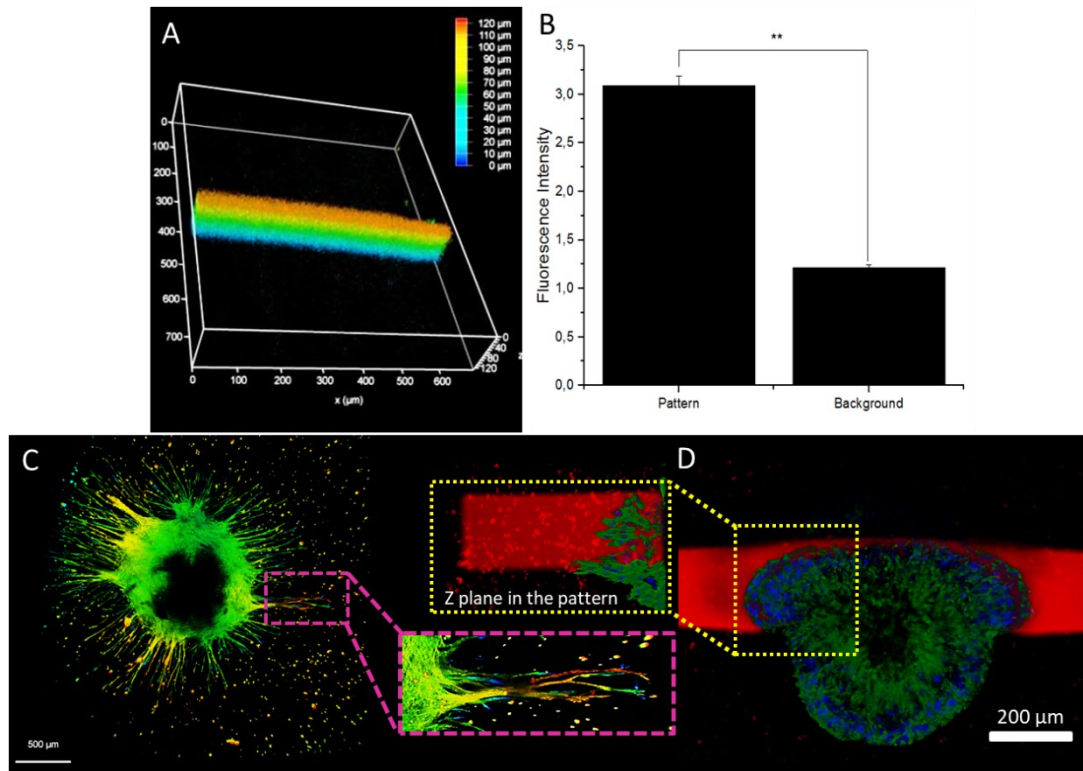 A
120 µm
110 µm
100 µm
90 µm
80 µm
70 µm
60 µm
50 µm
40 µm
30 µm
20 µm
10 µm
0 µm
0
100
200
300
400
500
600
700
0
100
200
300
400
500
600
x (µm)
0
40
80
120
z
B
**
Fluorescence Intensity
3,5
3,0
2,5
2,0
1,5
1,0
0,5
0,0
Pattern
Background
C
500 µm
Z plane in the pattern
D
200 µm